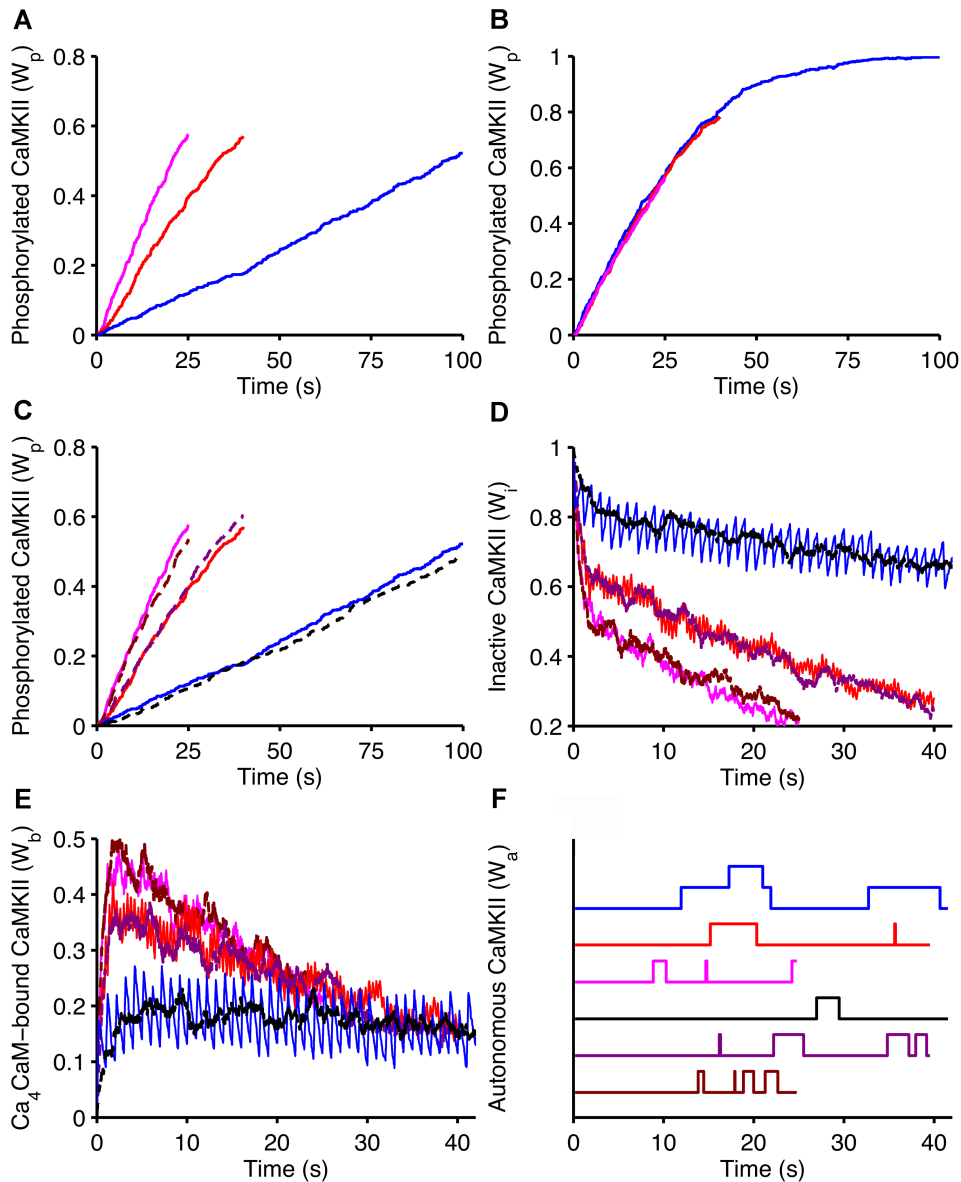 A
Phosphorylated CaMKII (Wp)
0.8
0.6
0.4
0.2
0
0 25 50 75 100
Time (s)
B
Phosphorylated CaMKII (Wp)
1
0.8
0.6
0.4
0.2
0
0 25 50 75 100
Time (s)
C
Phosphorylated CaMKII (Wp)
0.8
0.6
0.4
0.2
0
0 25 50 75 100
Time (s)
D
Inactive CaMKII (Wi)
1
0.8
0.6
0.4
0.2
0 10 20 30 40
Time (s)
E
Ca4CaM−bound CaMKII (Wb)
0.5
0.4
0.3
0.2
0.1
0
0 10 20 30 40
Time (s)
F
Autonomous CaMKII (Wa)
0 10 20 30 40
Time (s)